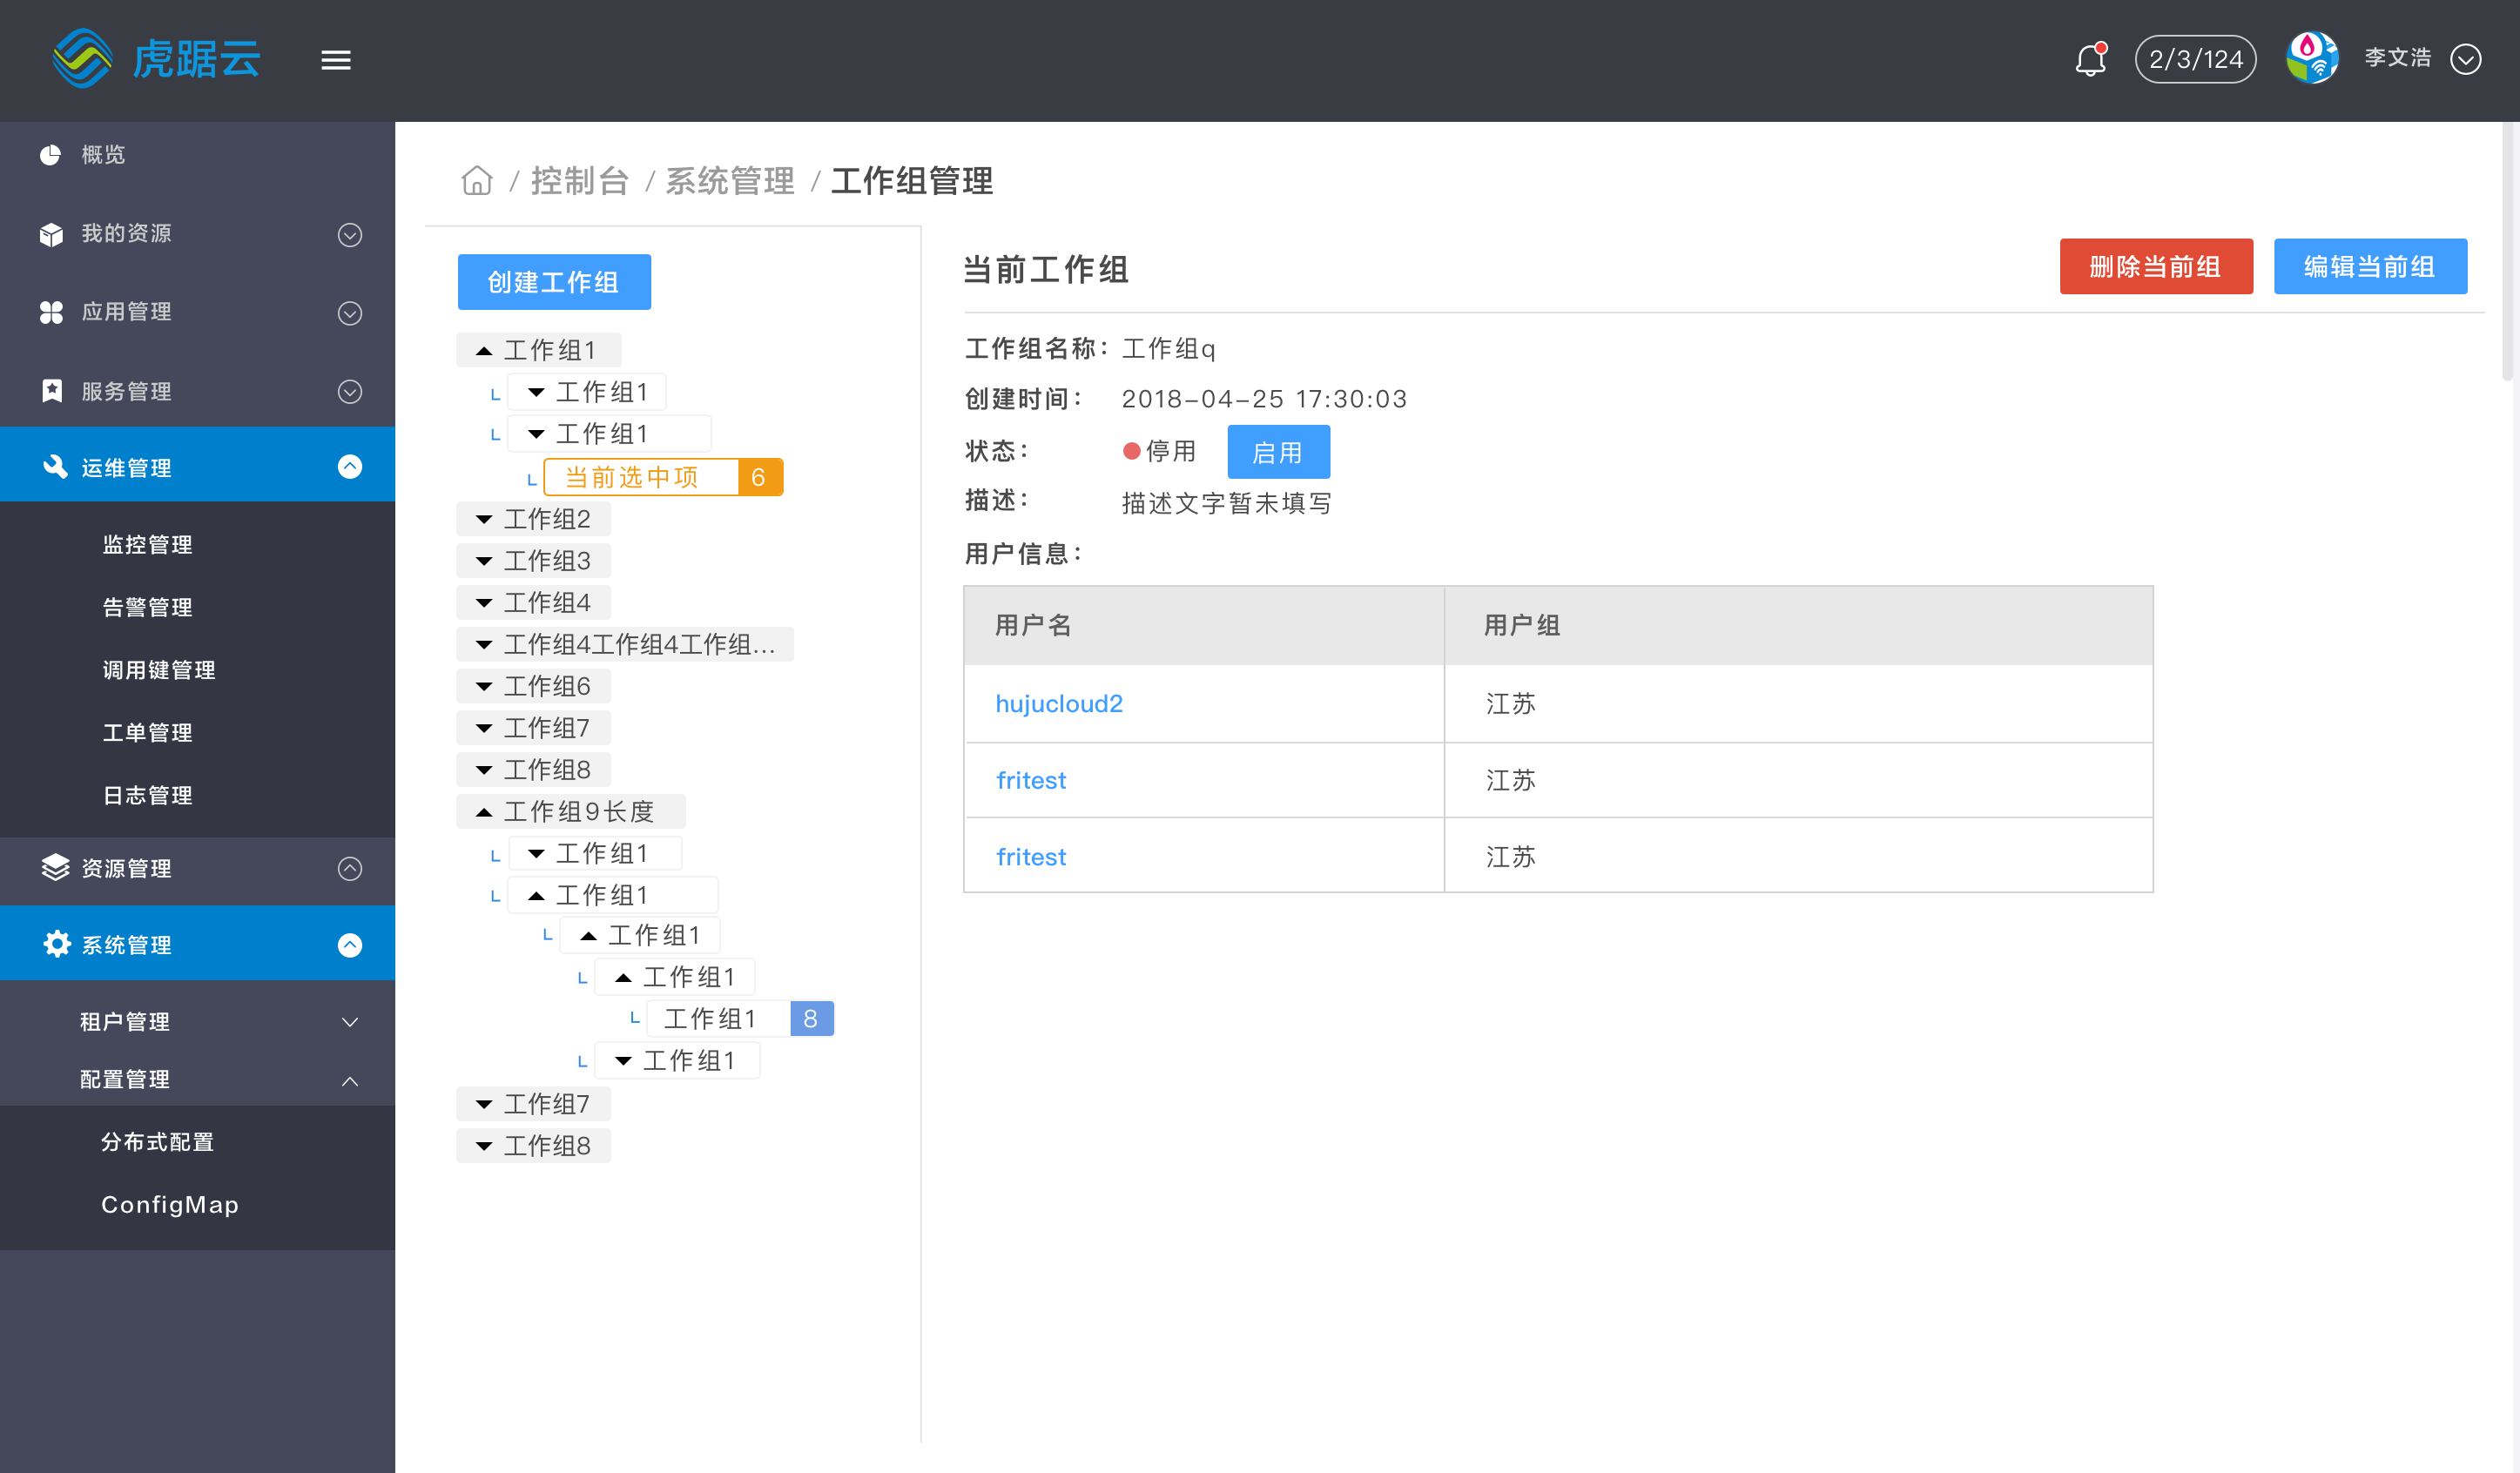 虎踞云
2/3/124
李文浩
概览
我的资源
应用管理
服务管理
运维管理
监控管理
告警管理
调用键管理
工单管理
日志管理
资源管理
系统管理
租户管理
配置管理
分布式配置
ConfigMap
/ 控制台 / 系统管理 / 工作组管理
创建工作组
工作组1
工作组1
工作组1
当前选中项 6
工作组2
工作组3
工作组4
工作组4工作组4工作组...
工作组6
工作组7
工作组8
工作组9长度
工作组1
工作组1
工作组1
工作组1
工作组1 8
工作组1
工作组7
工作组8
当前工作组
删除当前组
编辑当前组
工作组名称：工作组q
创建时间： 2018-04-25 17:30:03
状态： 停用 启用
描述： 描述文字暂未填写
用户信息：
用户名 用户组
hujucloud2 江苏
fritest 江苏
fritest 江苏